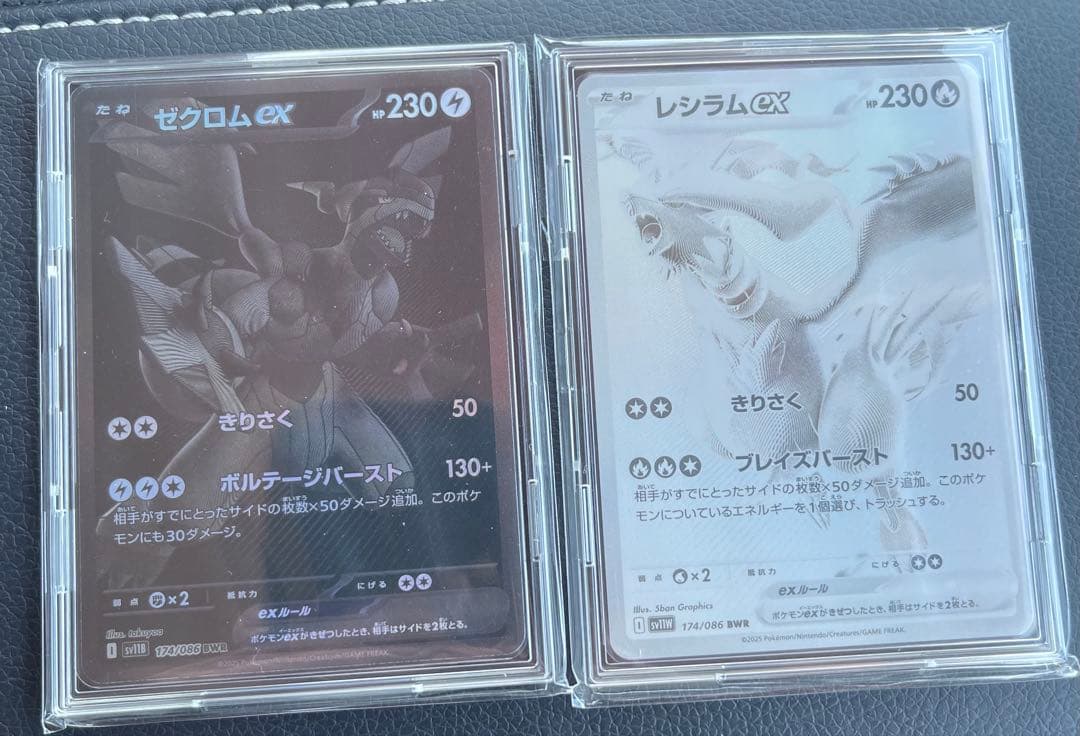 たね
ゼクロムex
HP 230
きりさく
50
ボルテージバースト
130+
相手がすでにとったサイドの枚数×50ダメージ追加。このポケ
モンにも30ダメージ。
弱点 ×2
抵抗力
にげる
exルール
ポケモンexがきぜつしたとき、相手はサイドを2枚とる。
Illus. takuyoa
I sv11B 174/086 BWR
©2025 Pokémon/Nintendo/Creatures/GAME FREAK.
たね
レシラムex
HP 230
きりさく
50
ブレイズバースト
130+
相手がすでにとったサイドの枚数×50ダメージ追加。このポケ
モンについているエネルギーを1個選び、トラッシュする。
弱点 ×2
抵抗力
にげる
exルール
ポケモンexがきぜつしたとき、相手はサイドを2枚とる。
Illus. 5ban Graphics
I sv11W 174/086 BWR
©2025 Pokémon/Nintendo/Creatures/GAME FREAK.